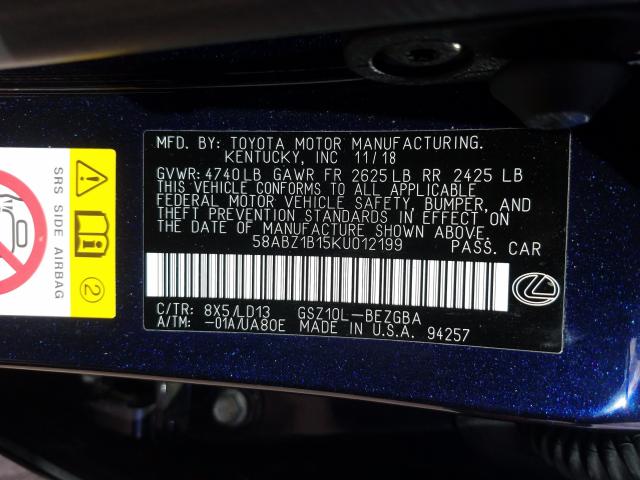 MFD. BY: TOYOTA MOTOR MANUFACTURING.
KENTUCKY, INC 11/18
GVWR: 4740LB GAWR FR 2625LB RR 2425 LB
THIS VEHICLE CONFORMS TO ALL APPLICABLE
FEDERAL MOTOR VEHICLE SAFETY, BUMPER, AND
THEFT PREVENTION STANDARDS IN EFFECT ON
THE DATE OF MANUFACTURE SHOWN ABOVE.
58ABZ1B15KU012199 PASS. CAR
C/TR: 8X5/LD13 GSZ10L-BEZGBA
A/TM: -01A/UA80E MADE IN U.S.A. 94257
SRS SIDE AIRBAG
2